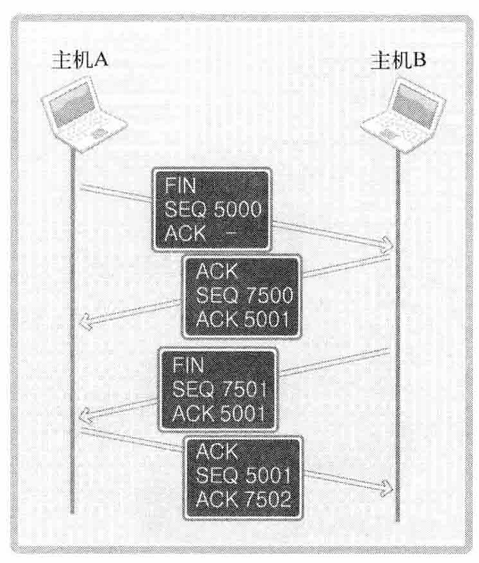 主机A
主机B
FIN
SEQ 5000
ACK -
ACK
SEQ 7500
ACK 5001
FIN
SEQ 7501
ACK 5001
ACK
SEQ 5001
ACK 7502